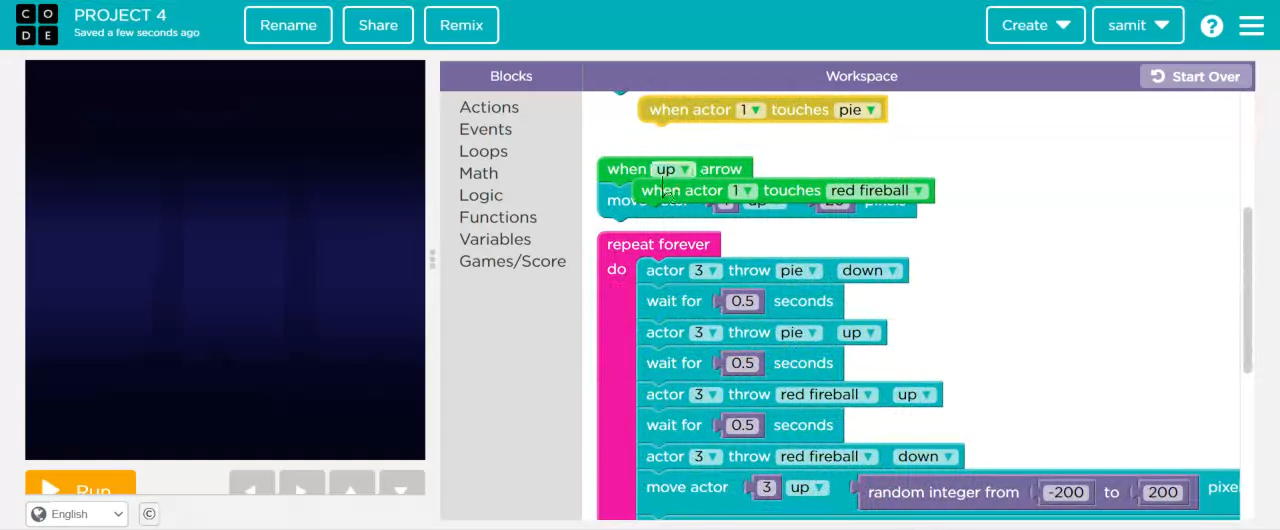 CO
DE
PROJECT 4
Saved a few seconds ago
Rename
Share
Remix
Create
samit
?
Blocks
Workspace
Start Over
Actions
Events
Loops
Math
Logic
Functions
Variables
Games/Score
when actor 1 touches pie
when up arrow
when actor 1 touches red fireball
repeat forever
do
actor 3 throw pie down
wait for 0.5 seconds
actor 3 throw pie up
wait for 0.5 seconds
actor 3 throw red fireball up
wait for 0.5 seconds
actor 3 throw red fireball down
move actor 3 up random integer from -200 to 200
Run
English
©